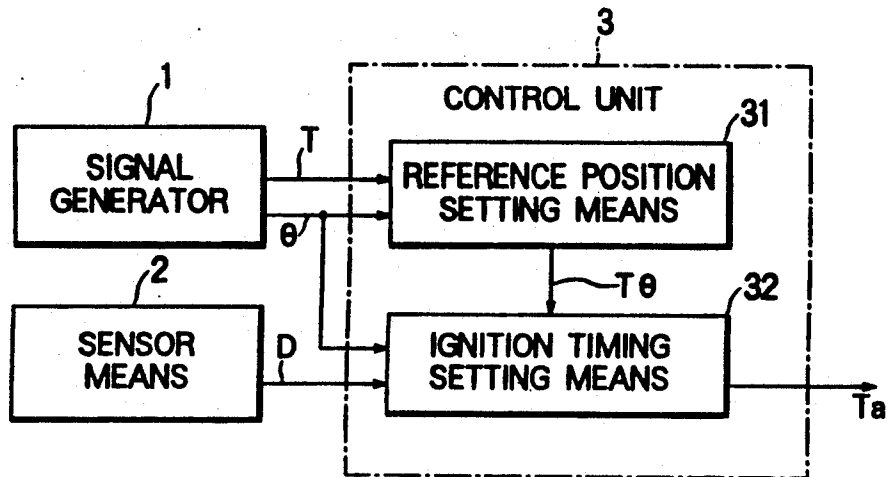 3
CONTROL UNIT
1
SIGNAL
GENERATOR
T
θ
31
REFERENCE POSITION
SETTING MEANS
2
SENSOR
MEANS
D
Tθ
32
IGNITION TIMING
SETTING MEANS
Ta